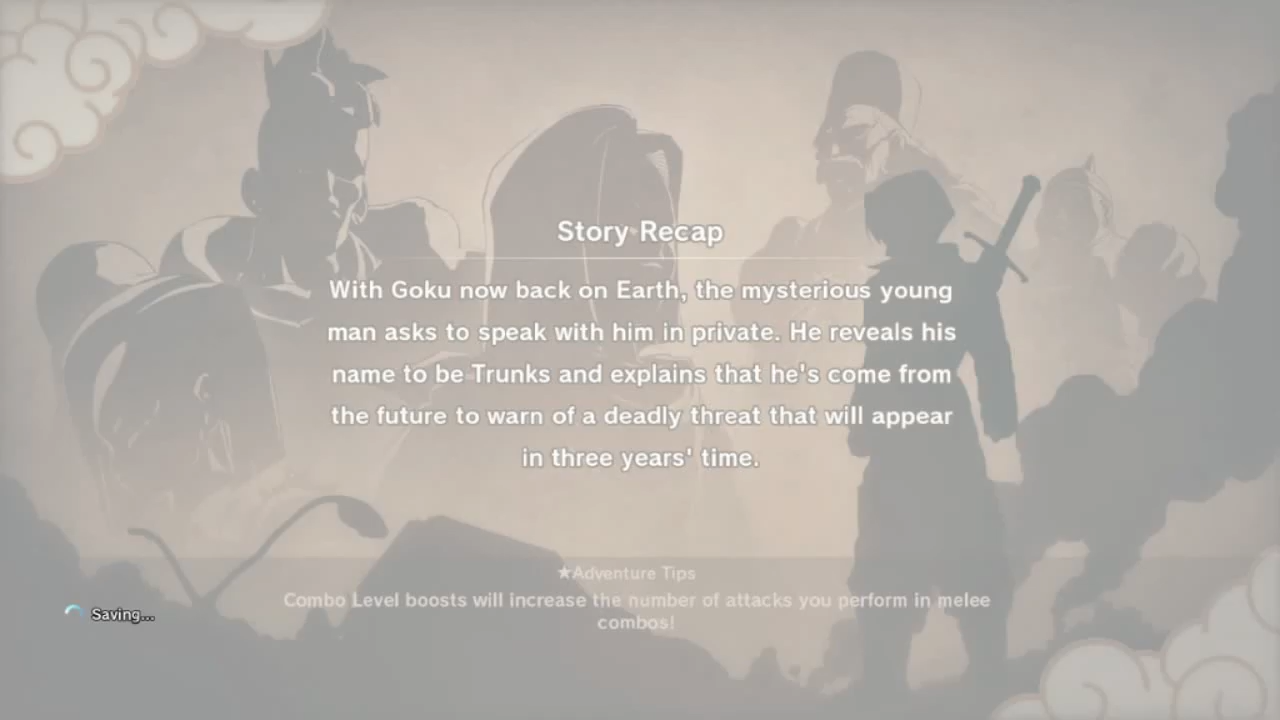 Story Recap
With Goku now back on Earth, the mysterious young
man asks to speak with him in private. He reveals his
name to be Trunks and explains that he's come from
the future to warn of a deadly threat that will appear
in three years' time.
★Adventure Tips
Combo Level boosts will increase the number of attacks you perform in melee
combos!
Saving...